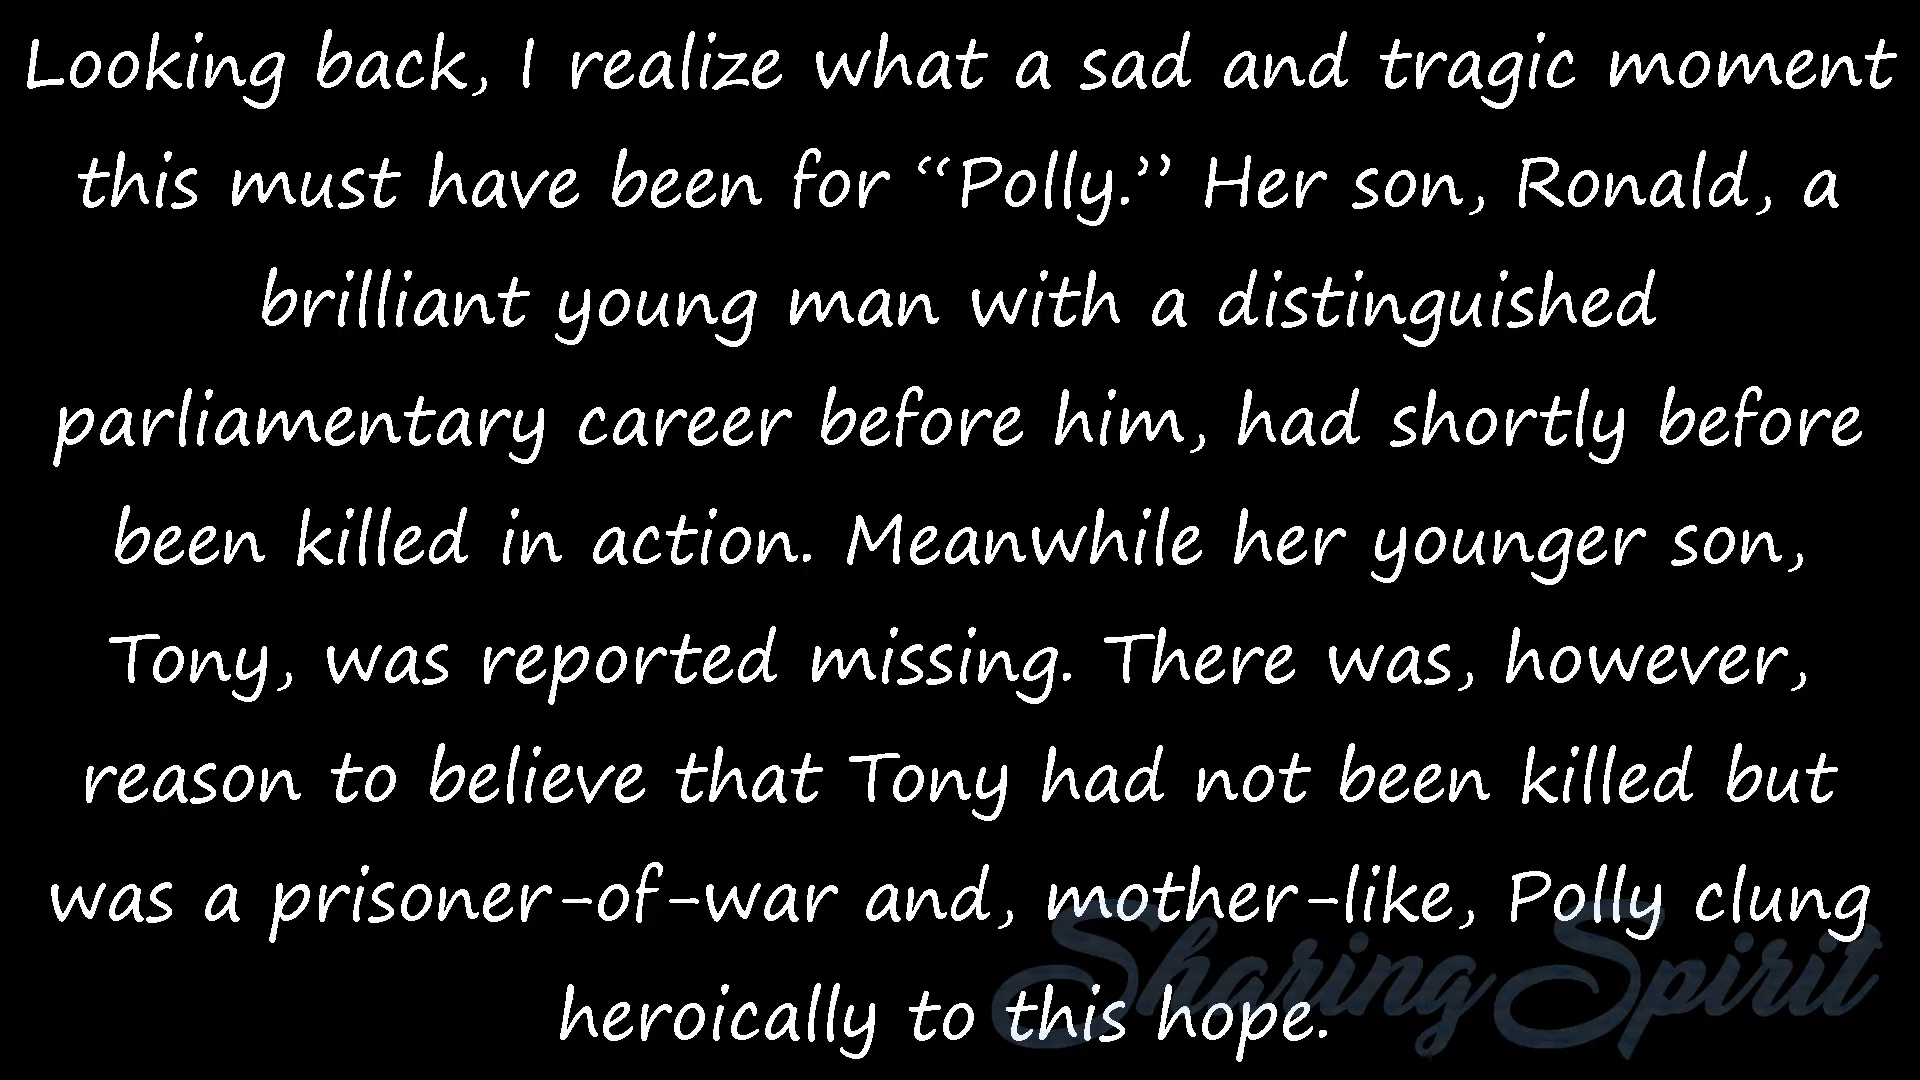 Looking back, I realize what a sad and tragic moment
this must have been for “Polly.” Her son, Ronald, a
brilliant young man with a distinguished
parliamentary career before him, had shortly before
been killed in action. Meanwhile her younger son,
Tony, was reported missing. There was, however,
reason to believe that Tony had not been killed but
was a prisoner-of-war and, mother-like, Polly clung
heroically to this hope.
Sharing Spirit